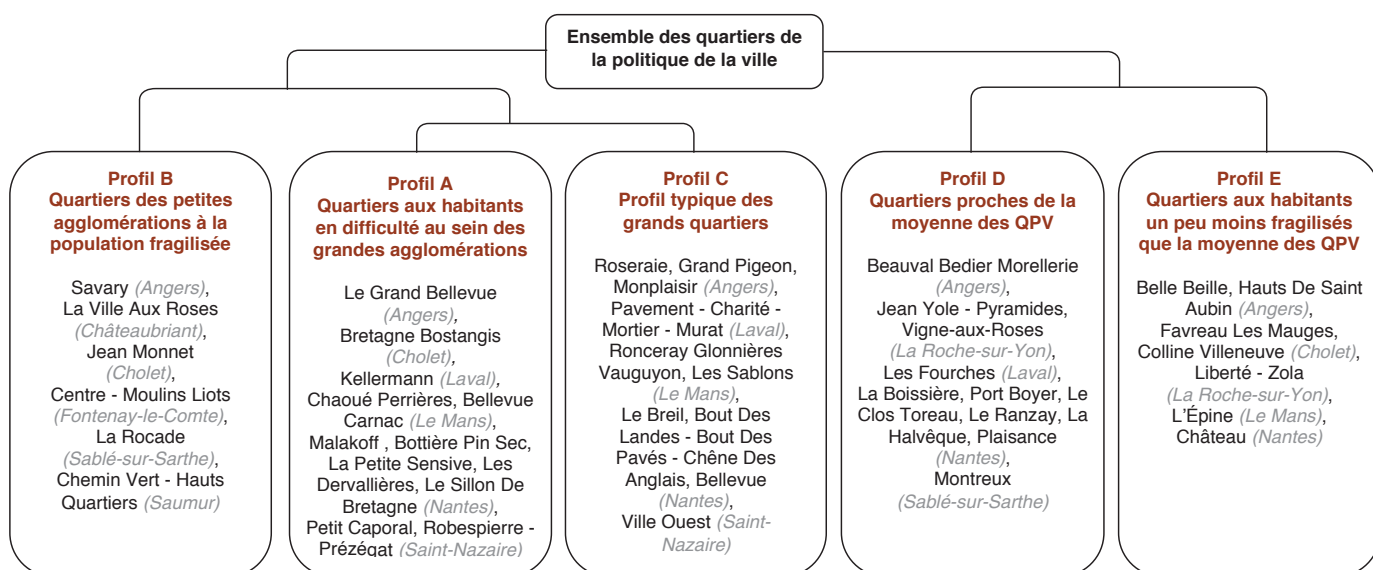 Ensemble des quartiers de
la politique de la ville
Profil B
Quartiers des petites
agglomérations à la
population fragilisée
Savary (Angers),
La Ville Aux Roses
(Châteaubriant),
Jean Monnet
(Cholet),
Centre - Moulins Liots
(Fontenay-le-Comte),
La Rocade
(Sablé-sur-Sarthe),
Chemin Vert - Hauts
Quartiers (Saumur)
Profil A
Quartiers aux habitants
en difficulté au sein des
grandes agglomérations
Le Grand Bellevue
(Angers),
Bretagne Bostangis
(Cholet),
Kellermann (Laval),
Chaoué Perrières, Bellevue
Carnac (Le Mans),
Malakoff , Bottière Pin Sec,
La Petite Sensive, Les
Dervallières, Le Sillon De
Bretagne (Nantes),
Petit Caporal, Robespierre -
Prézégat (Saint-Nazaire)
Profil C
Profil typique des
grands quartiers
Roseraie, Grand Pigeon,
Monplaisir (Angers),
Pavement - Charité -
Mortier - Murat (Laval),
Ronceray Glonnières
Vauguyon, Les Sablons
(Le Mans),
Le Breil, Bout Des
Landes - Bout Des
Pavés - Chêne Des
Anglais, Bellevue
(Nantes),
Ville Ouest (Saint-
Nazaire)
Profil D
Quartiers proches de la
moyenne des QPV
Beauval Bedier Morellerie
(Angers),
Jean Yole - Pyramides,
Vigne-aux-Roses
(La Roche-sur-Yon),
Les Fourches (Laval),
La Boissière, Port Boyer, Le
Clos Toreau, Le Ranzay, La
Halvêque, Plaisance
(Nantes),
Montreux
(Sablé-sur-Sarthe)
Profil E
Quartiers aux habitants
un peu moins fragilisés
que la moyenne des QPV
Belle Beille, Hauts De Saint
Aubin (Angers),
Favreau Les Mauges,
Colline Villeneuve (Cholet),
Liberté - Zola
(La Roche-sur-Yon),
L'Épine (Le Mans),
Château (Nantes)